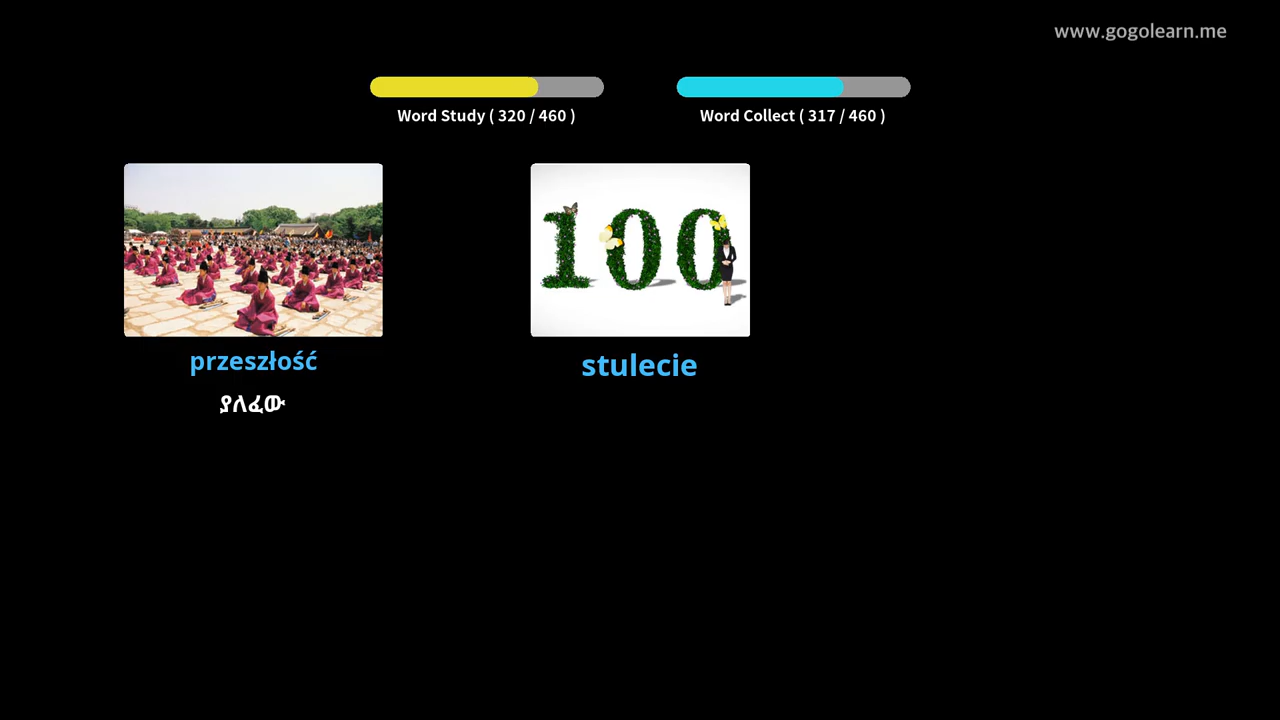 www.gogolearn.me
Word Study ( 320 / 460 )
Word Collect ( 317 / 460 )
przeszłość
stulecie
ያለፈው